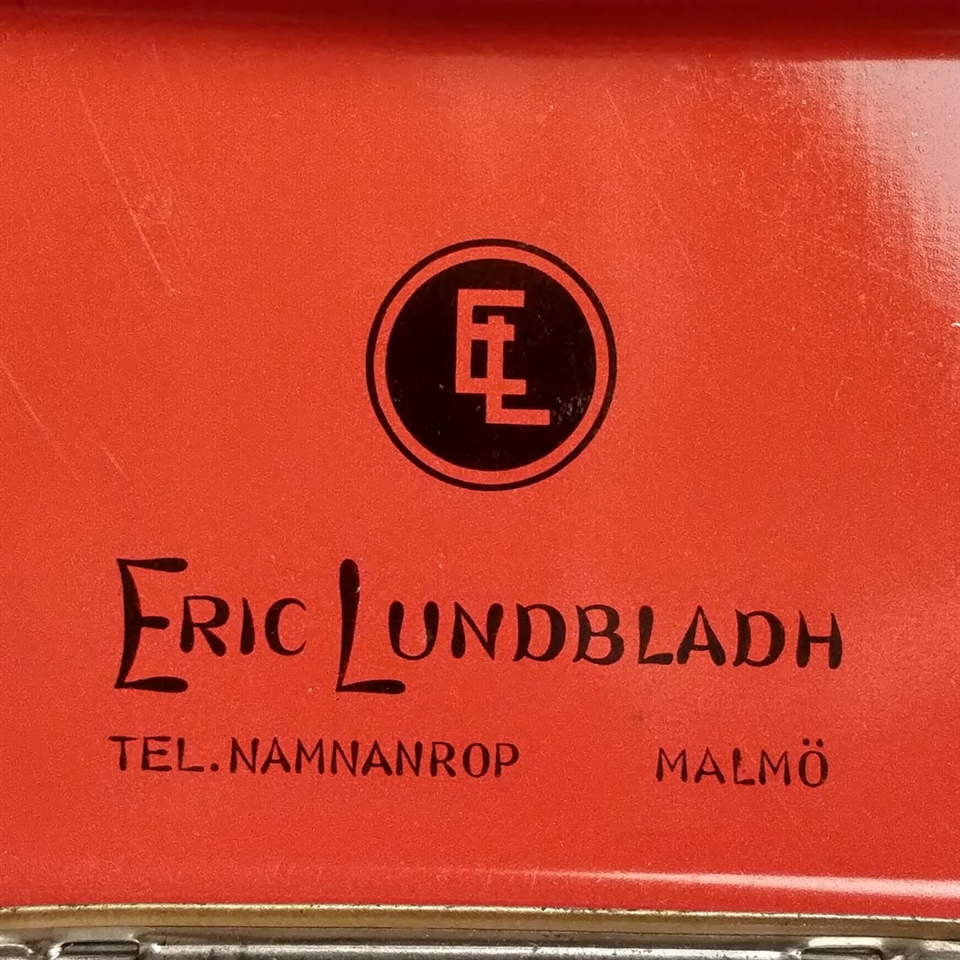 EL
ERIC LUNDBLADH
TEL. NAMNANROP MALMÖ